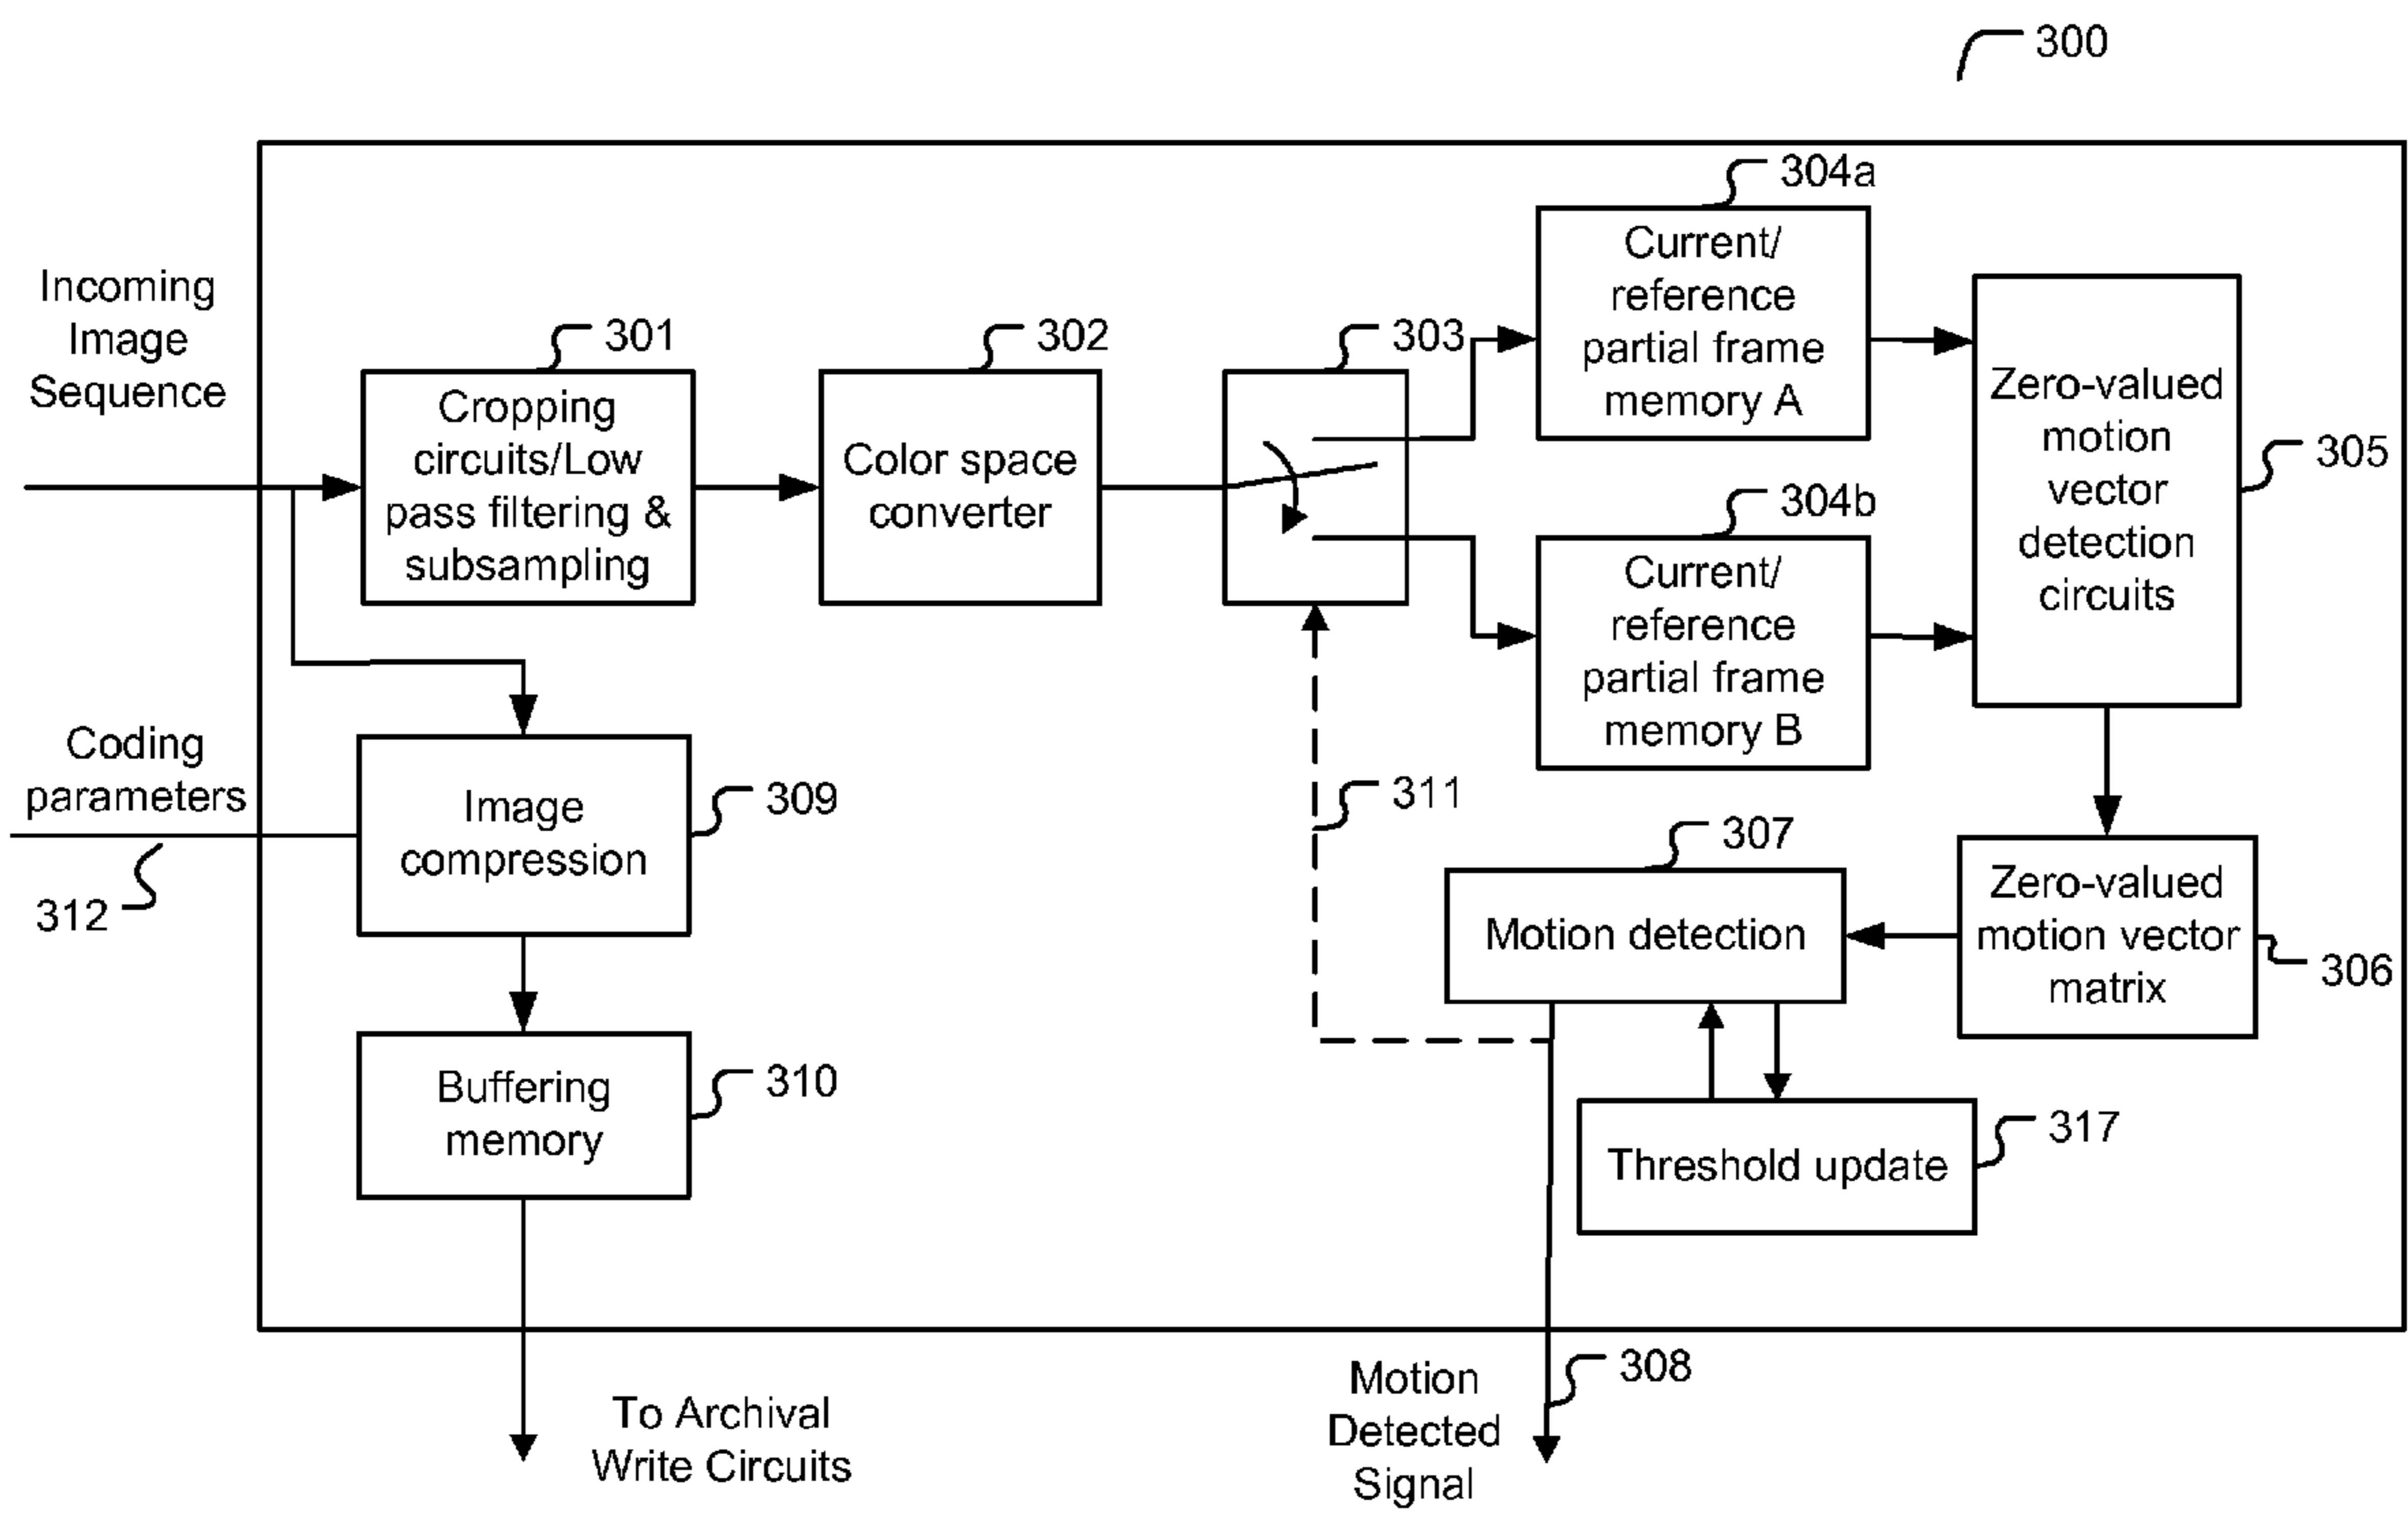 300
Incoming
Image
Sequence
301
Cropping
circuits/Low
pass filtering &
subsampling
302
Color space
converter
303
304a
Current/
reference
partial frame
memory A
304b
Current/
reference
partial frame
memory B
Zero-valued
motion
vector
detection
circuits
305
Coding
parameters
312
Image
compression
309
311
307
Motion detection
Zero-valued
motion vector
matrix
306
Buffering
memory
310
Threshold update
317
To Archival
Write Circuits
Motion
Detected
Signal
308